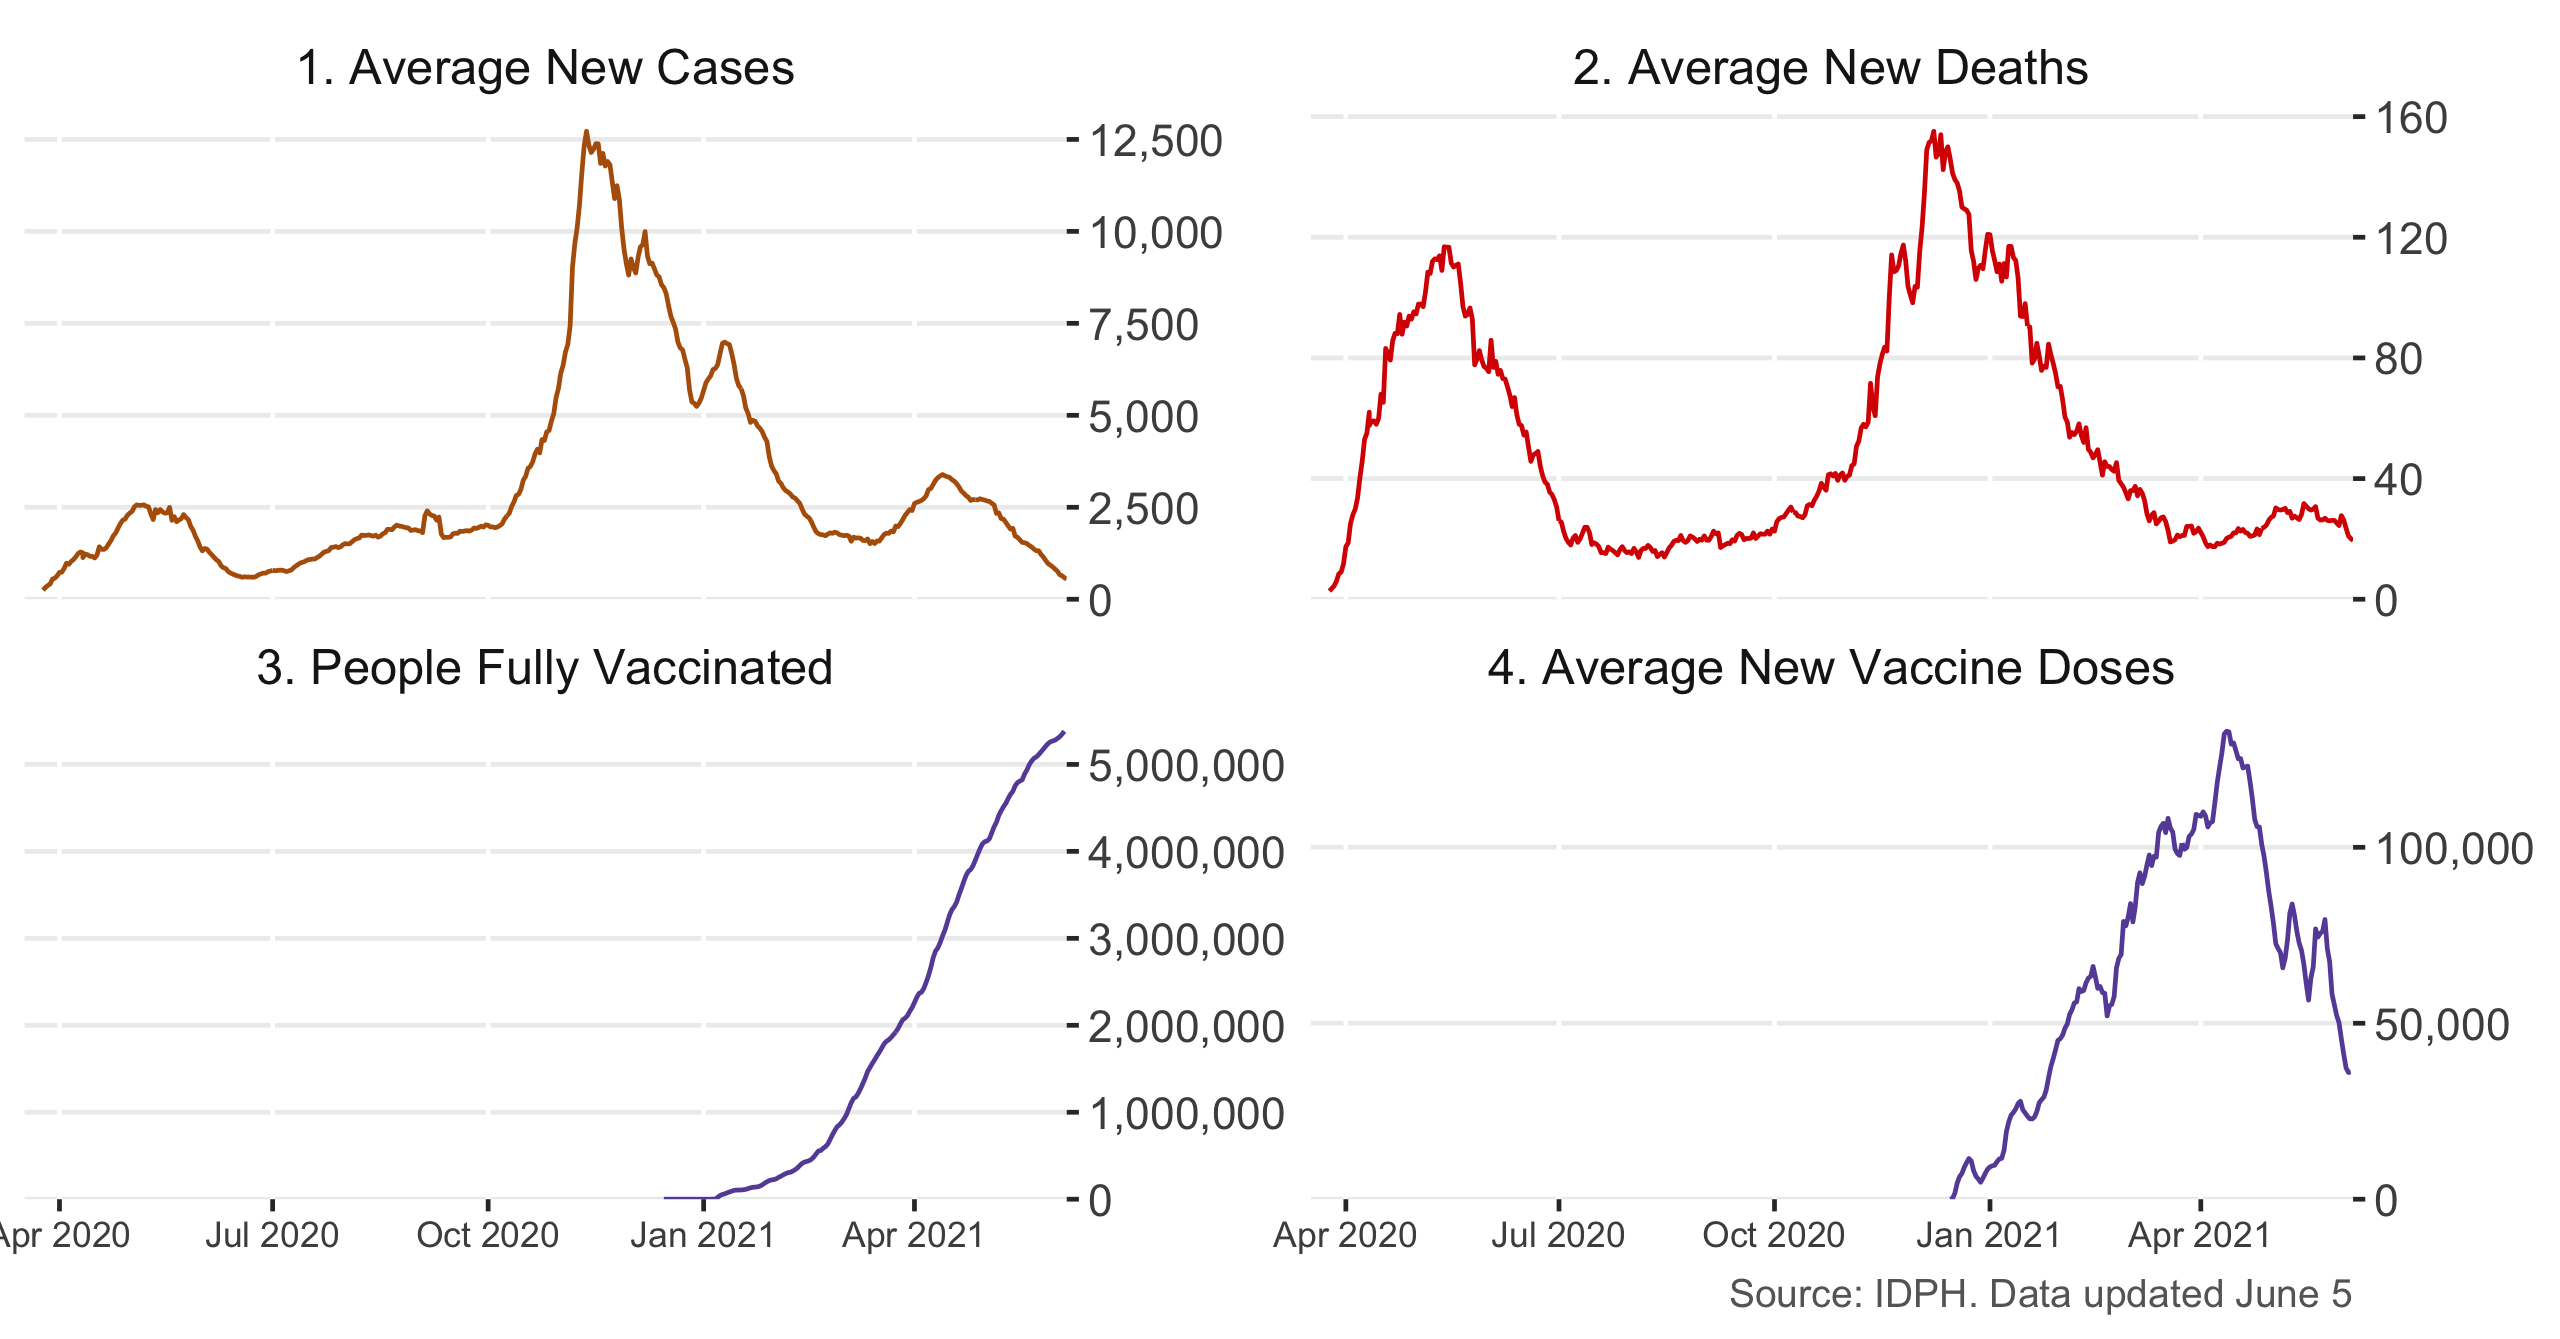 1. Average New Cases
12,500
10,000
7,500
5,000
2,500
0
2. Average New Deaths
160
120
80
40
0
3. People Fully Vaccinated
5,000,000
4,000,000
3,000,000
2,000,000
1,000,000
0
Apr 2020 Jul 2020 Oct 2020 Jan 2021 Apr 2021
4. Average New Vaccine Doses
100,000
50,000
0
Apr 2020 Jul 2020 Oct 2020 Jan 2021 Apr 2021
Source: IDPH. Data updated June 5